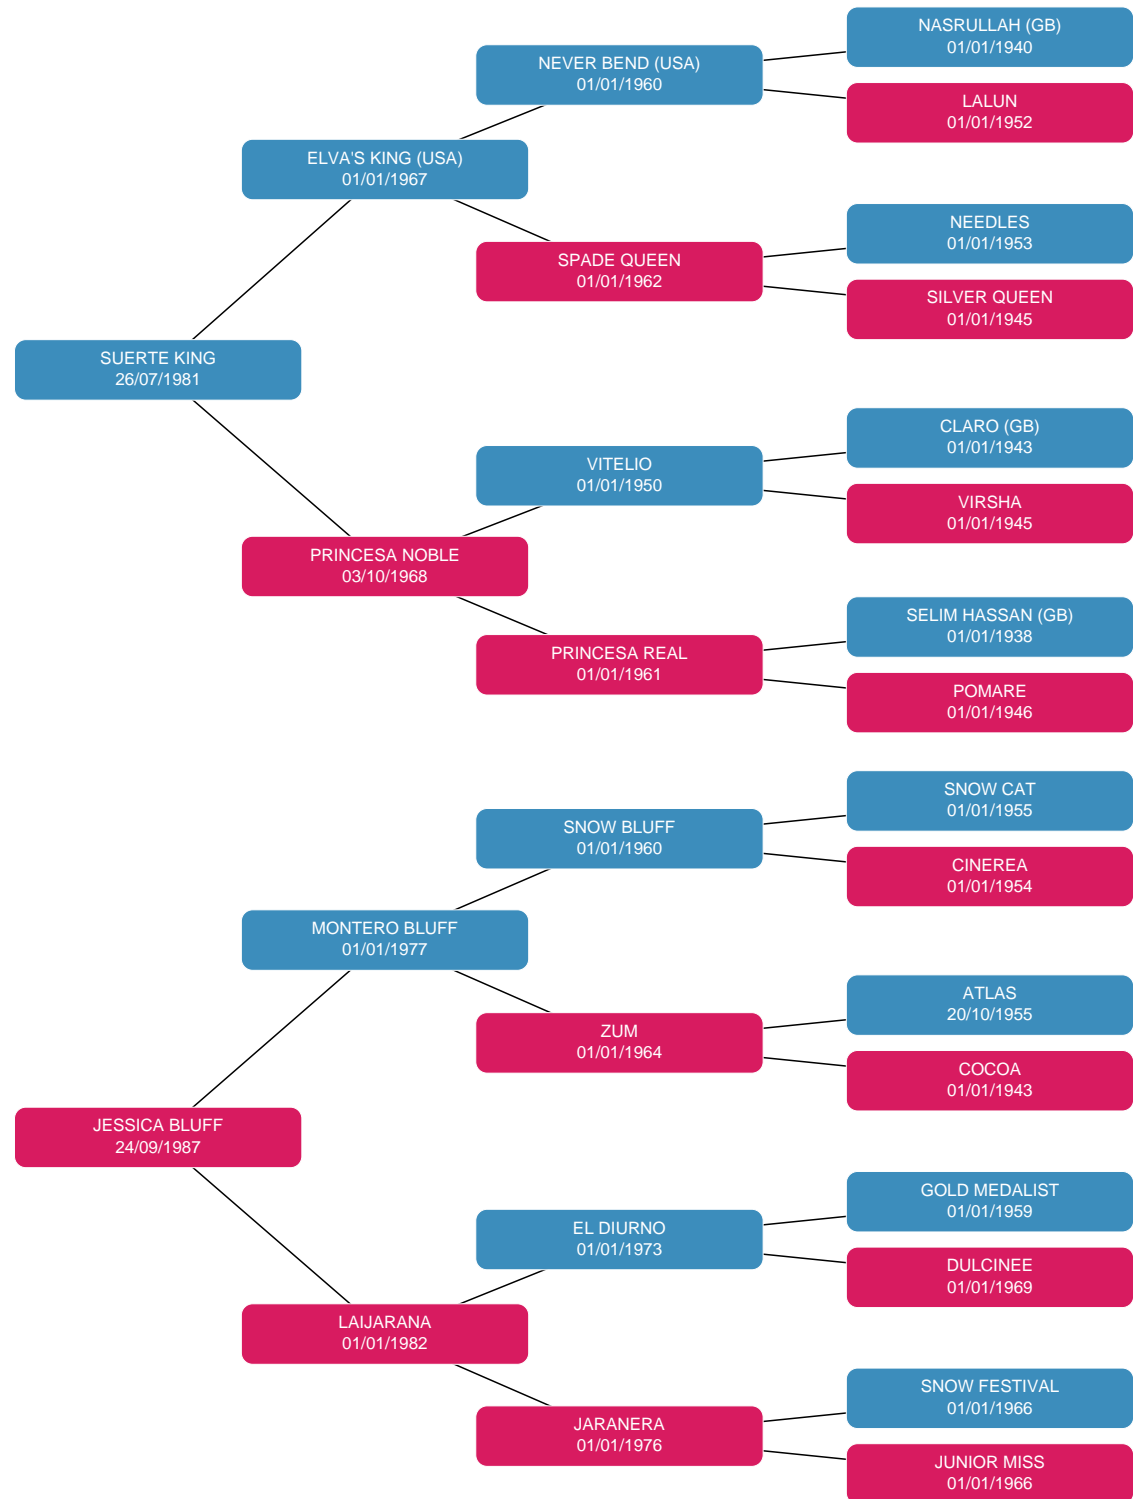 NASRULLAH (GB)
01/01/1940
NEVER BEND (USA)
01/01/1960
LALUN
01/01/1952
ELVA'S KING (USA)
01/01/1967
NEEDLES
01/01/1953
SPADE QUEEN
01/01/1962
SILVER QUEEN
01/01/1945
SUERTE KING
26/07/1981
CLARO (GB)
01/01/1943
VITELIO
01/01/1950
VIRSHA
01/01/1945
PRINCESA NOBLE
03/10/1968
SELIM HASSAN (GB)
01/01/1938
PRINCESA REAL
01/01/1961
POMARE
01/01/1946
SNOW CAT
01/01/1955
SNOW BLUFF
01/01/1960
CINEREA
01/01/1954
MONTERO BLUFF
01/01/1977
ATLAS
20/10/1955
ZUM
01/01/1964
COCOA
01/01/1943
JESSICA BLUFF
24/09/1987
GOLD MEDALIST
01/01/1959
EL DIURNO
01/01/1973
DULCINEE
01/01/1969
LAIJARANA
01/01/1982
SNOW FESTIVAL
01/01/1966
JARANERA
01/01/1976
JUNIOR MISS
01/01/1966